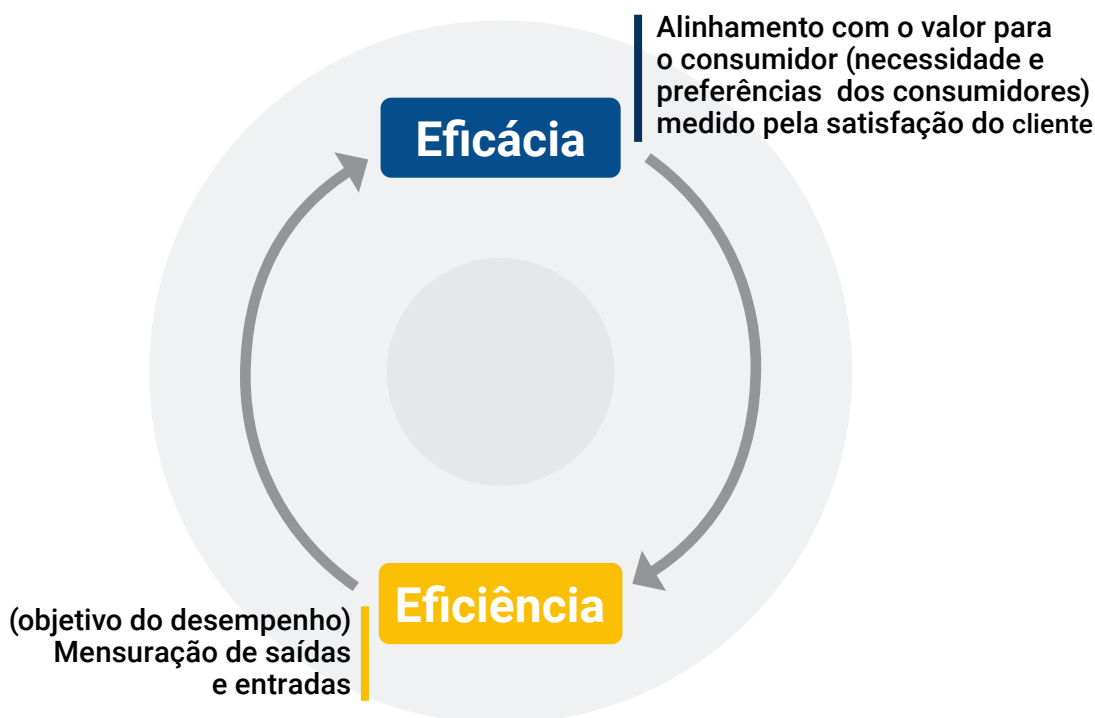 Alinhamento com o valor para
o consumidor (necessidade e
preferências dos consumidores)
medido pela satisfação do cliente
Eficácia
Eficiência
(objetivo do desempenho)
Mensuração de saídas
e entradas